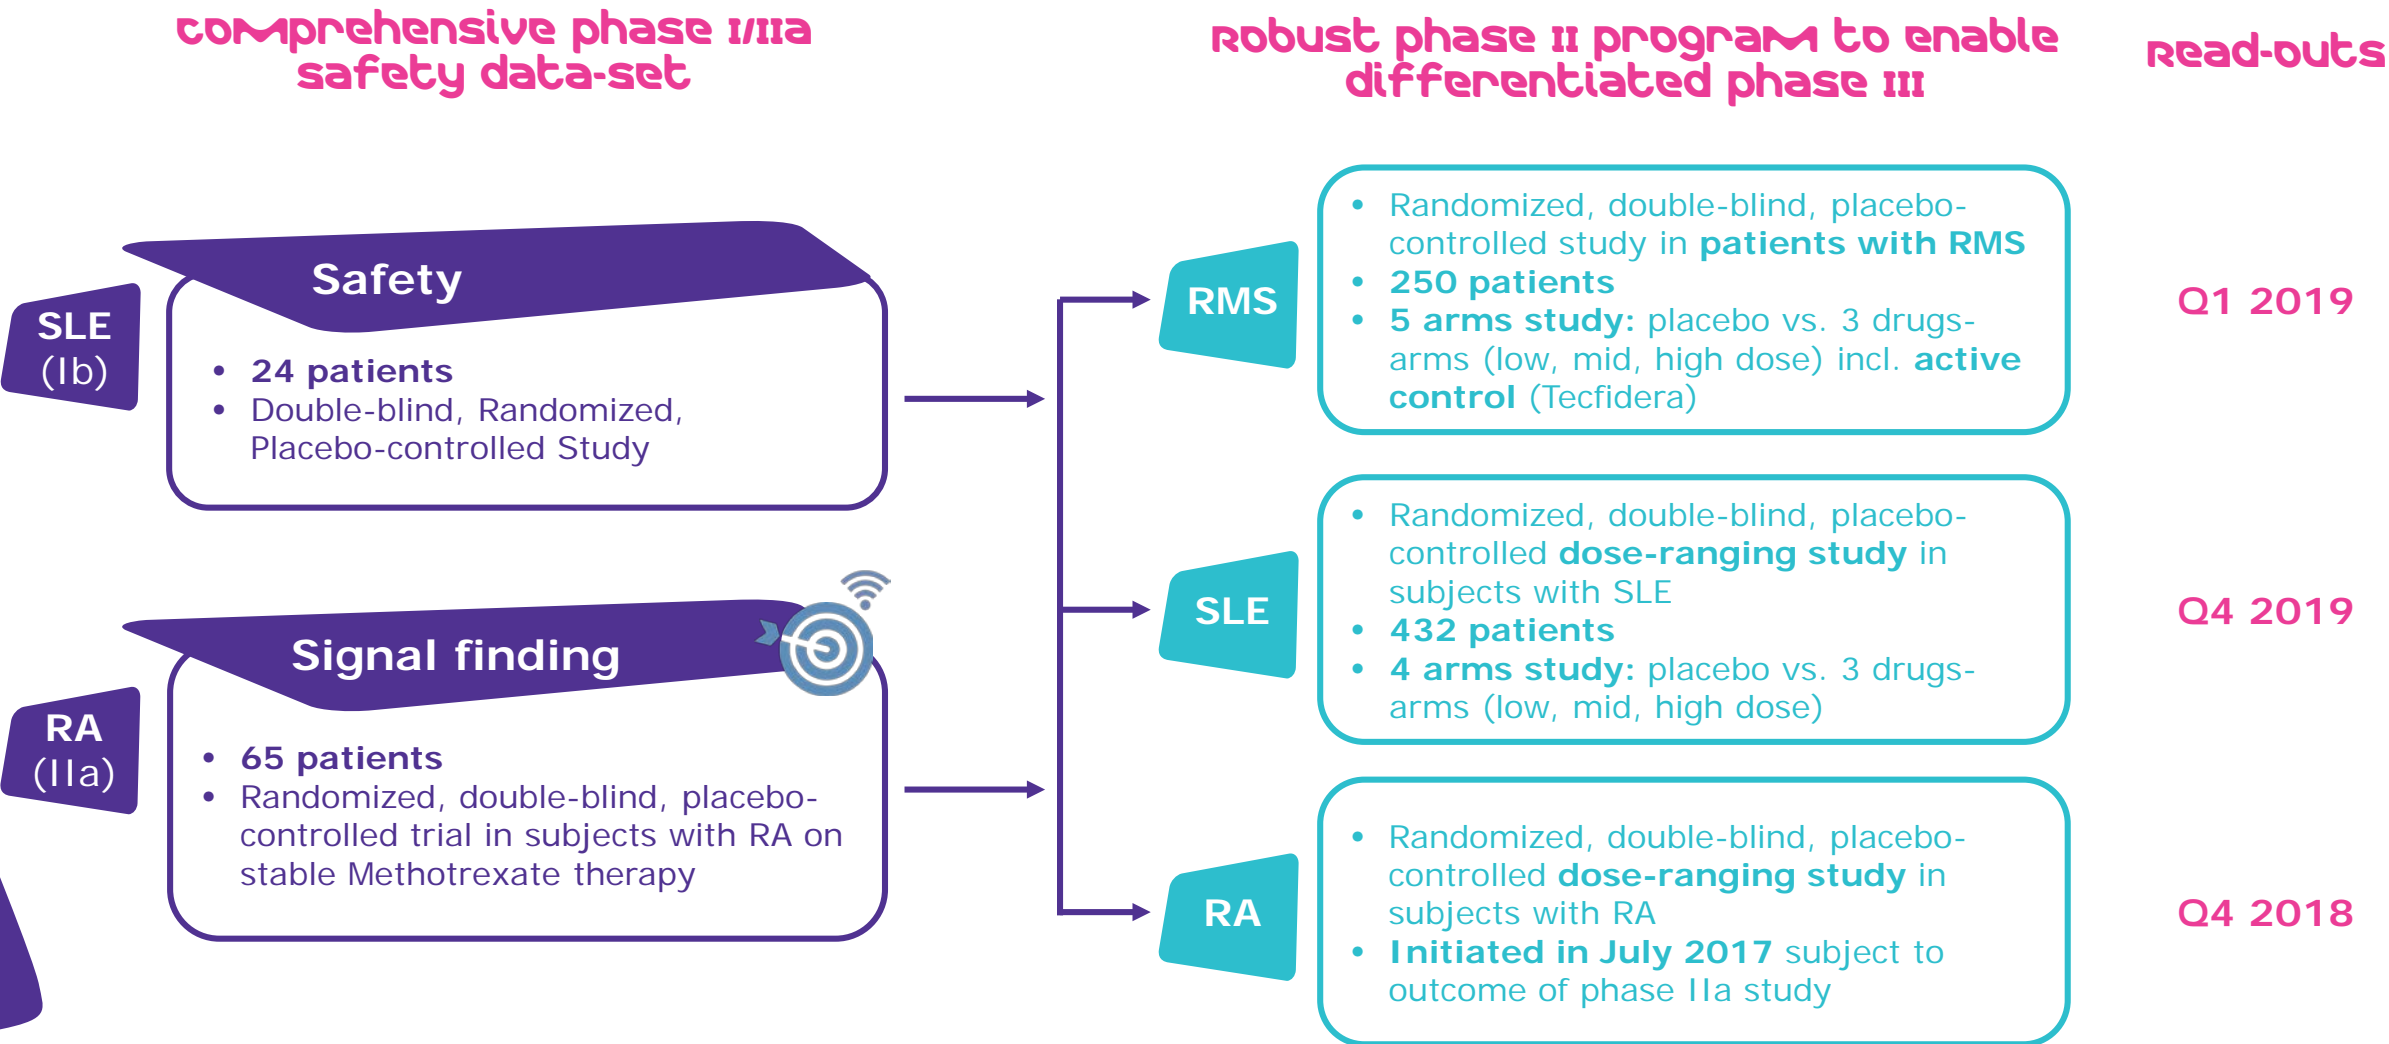 Comprehensive phase I/IIa
safety data-set
Robust phase II program to enable
differentiated phase III
Read-outs
SLE
(Ib)
Safety
• 24 patients
• Double-blind, Randomized,
Placebo-controlled Study
RA
(IIa)
Signal finding
• 65 patients
• Randomized, double-blind, placebo-
controlled trial in subjects with RA on
stable Methotrexate therapy
RMS
• Randomized, double-blind, placebo-
controlled study in patients with RMS
• 250 patients
• 5 arms study: placebo vs. 3 drugs-
arms (low, mid, high dose) incl. active
control (Tecfidera)
Q1 2019
SLE
• Randomized, double-blind, placebo-
controlled dose-ranging study in
subjects with SLE
• 432 patients
• 4 arms study: placebo vs. 3 drugs-
arms (low, mid, high dose)
Q4 2019
RA
• Randomized, double-blind, placebo-
controlled dose-ranging study in
subjects with RA
• Initiated in July 2017 subject to
outcome of phase IIa study
Q4 2018